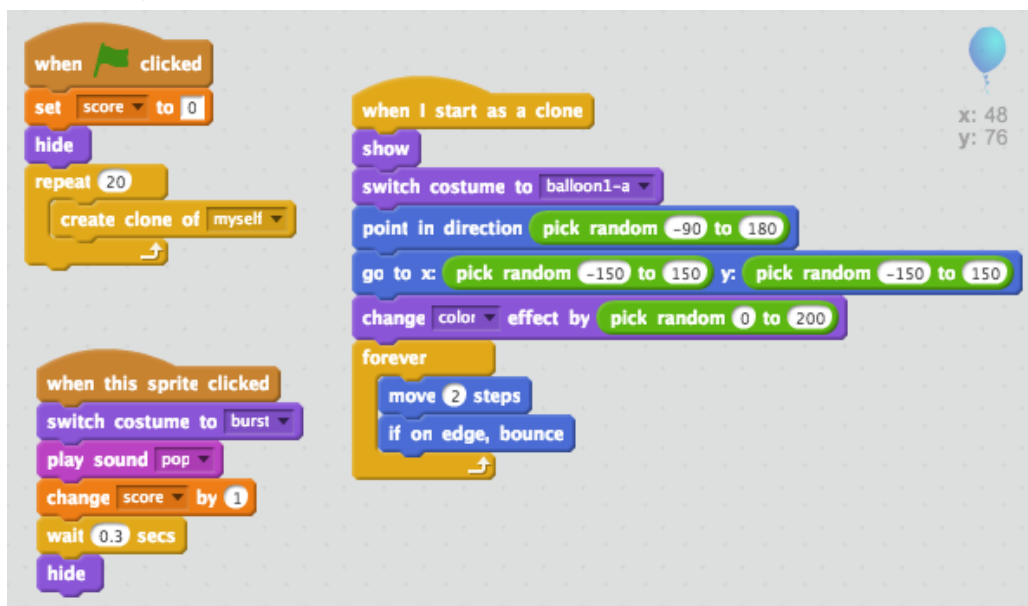 when clicked
set score to 0
hide
repeat 20
create clone of myself
when this sprite clicked
switch costume to burst
play sound pop
change score by 1
wait 0.3 secs
hide
when I start as a clone
show
switch costume to balloon1-a
point in direction pick random -90 to 180
go to x: pick random -150 to 150 y: pick random -150 to 150
change color effect by pick random 0 to 200
forever
move 2 steps
if on edge, bounce
x: 48
y: 76